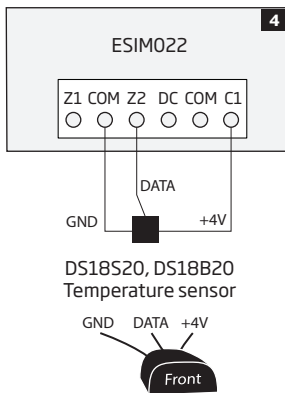 4
ESIM022
Z1 COM Z2 DC COM C1
DATA
GND +4V
DS18S20, DS18B20
Temperature sensor
GND DATA +4V
Front